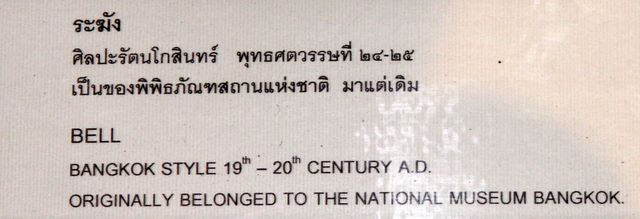 ระฆัง
ศิลปะรัตนโกสินทร์ พุทธศตวรรษที่ ๒๔-๒๕
เป็นของพิพิธภัณฑสถานแห่งชาติ มาแต่เดิม
BELL
BANGKOK STYLE 19th – 20th CENTURY A.D.
ORIGINALLY BELONGED TO THE NATIONAL MUSEUM BANGKOK.